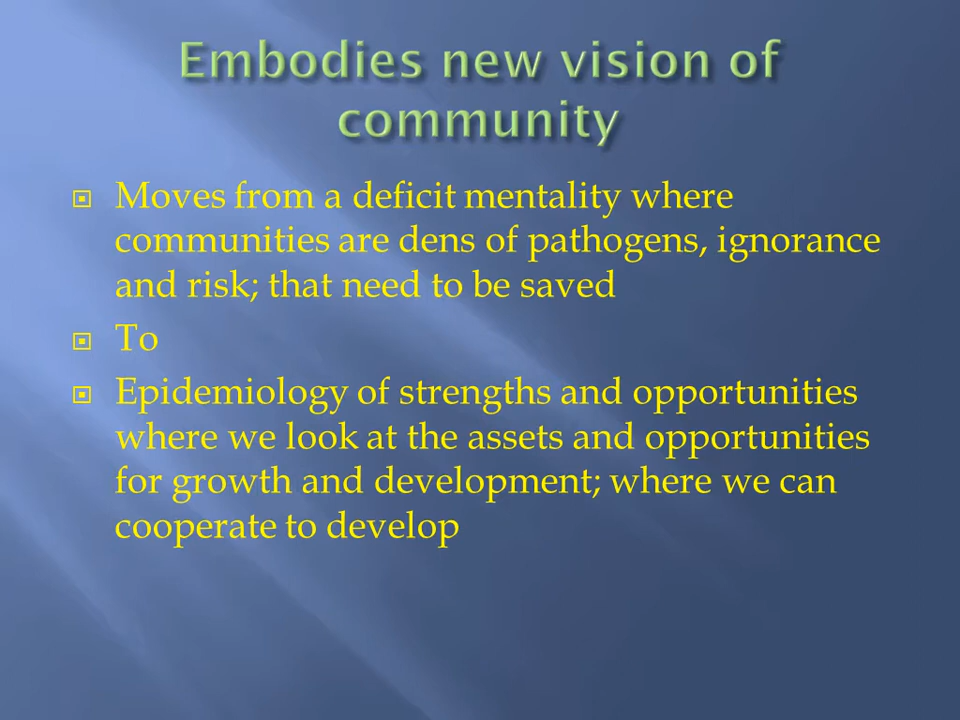 Embodies new vision of
community
Moves from a deficit mentality where
communities are dens of pathogens, ignorance
and risk; that need to be saved
To
Epidemiology of strengths and opportunities
where we look at the assets and opportunities
for growth and development; where we can
cooperate to develop